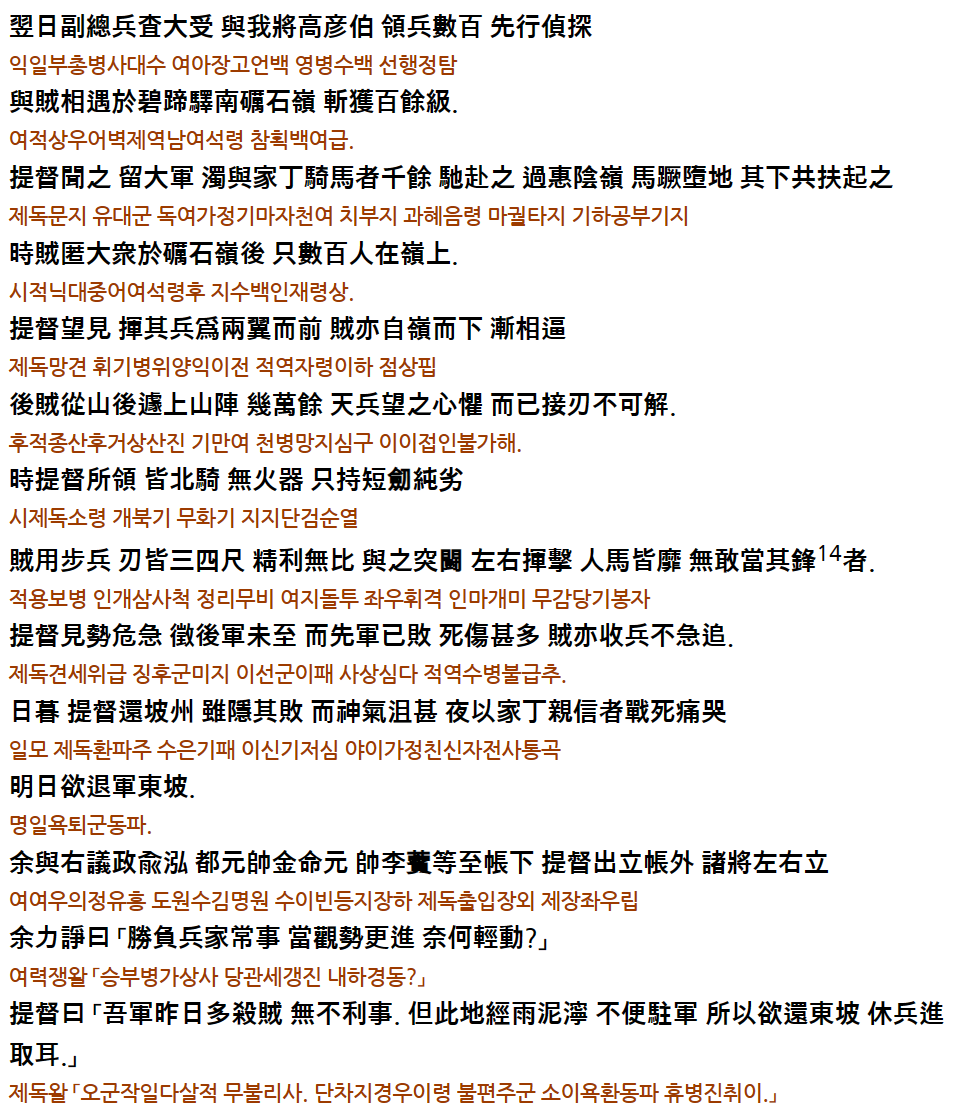 翌日副總兵査大受 與我將高彦伯 領兵數百 先行偵探
익일부총병사대수 여아장고언백 영병수백 선행정탐
與賊相遇於碧蹄驛南礪石嶺 斬獲百餘級.
여적상우어벽제역남여석령 참획백여급.
提督聞之 留大軍 濁與家丁騎馬者千餘 馳赴之 過惠陰嶺 馬蹶墮地 其下共扶起之
제독문지 유대군 독여가정기마자천여 치부지 과혜음령 마궐타지 기하공부기지
時賊匿大衆於礪石嶺後 只數百人在嶺上.
시적닉대중어여석령후 지수백인재령상.
提督望見 揮其兵爲兩翼而前 賊亦自嶺而下 漸相逼
제독망견 휘기병위양익이전 적역자령이하 점상핍
後賊從山後遽上山陣 幾萬餘 天兵望之心懼 而已接刃不可解.
후적종산후거상산진 기만여 천병망지심구 이이접인불가해.
時提督所領 皆北騎 無火器 只持短劒純劣
시제독소령 개북기 무화기 지지단검순열
賊用步兵 刃皆三四尺 精利無比 與之突鬪 左右揮擊 人馬皆靡 無敢當其鋒14者.
적용보병 인개삼사척 정리무비 여지돌투 좌우휘격 인마개미 무감당기봉자
提督見勢危急 徵後軍未至 而先軍已敗 死傷甚多 賊亦收兵不急追.
제독견세위급 징후군미지 이선군이패 사상심다 적역수병불급추.
日暮 提督還坡州 雖隱其敗 而神氣沮甚 夜以家丁親信者戰死痛哭
일모 제독환파주 수은기패 이신기저심 야이가정친신자전사통곡
明日欲退軍東坡.
명일욕퇴군동파.
余與右議政兪泓 都元帥金命元 帥李薲等至帳下 提督出立帳外 諸將左右立
여여우의정유홍 도원수김명원 수이빈등지장하 제독출입장외 제장좌우립
余力諍曰「勝負兵家常事 當觀勢更進 奈何輕動?」
여력쟁왈「승부병가상사 당관세갱진 내하경동?」
提督曰「吾軍昨日多殺賊 無不利事. 但此地經雨泥濘 不便駐軍 所以欲還東坡 休兵進
取耳.」
제독왈「오군작일다살적 무불리사. 단차지경우이령 불편주군 소이욕환동파 휴병진취이.」